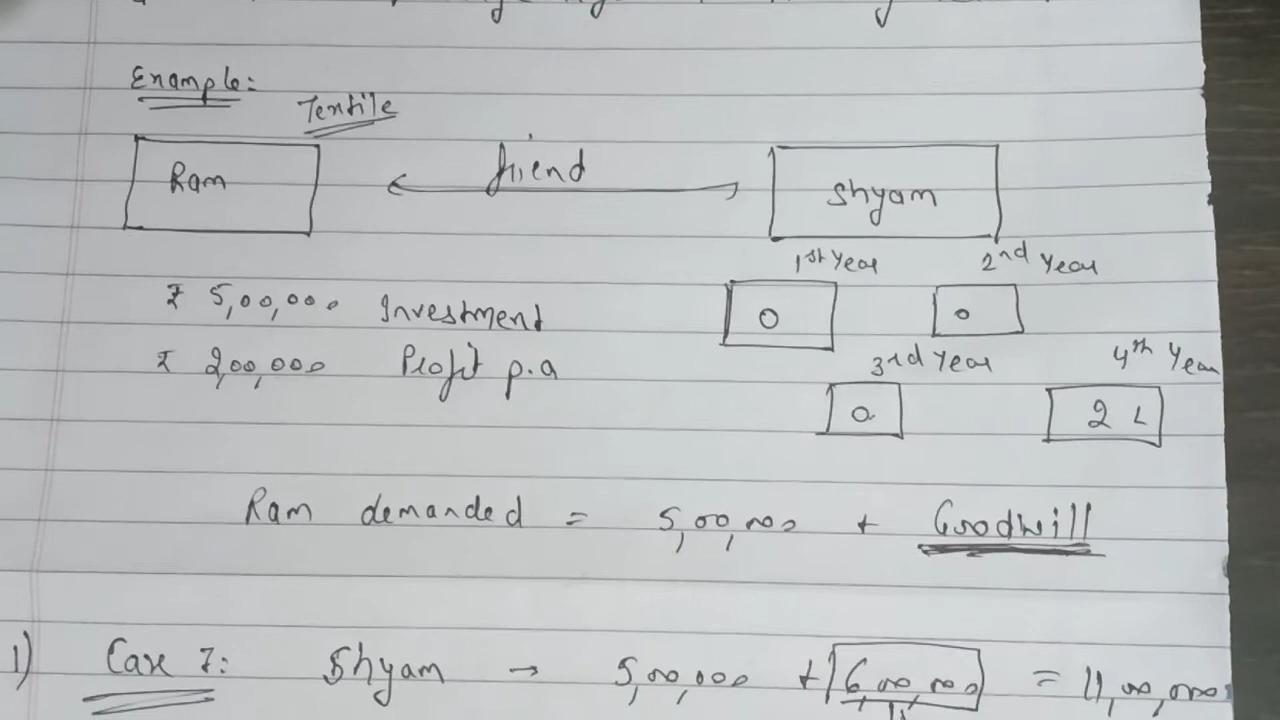 Example:
Textile
Ram friend Shyam
1st Year 2nd Year
₹ 5,00,000 Investment 0 0
₹ 2,00,000 Profit p.a 3rd Year 4th Year
0 2 L
Ram demanded = 5,00,000 + Goodwill
1) Case I: Shyam → 5,00,000 + 6,00,000 = 11,00,000